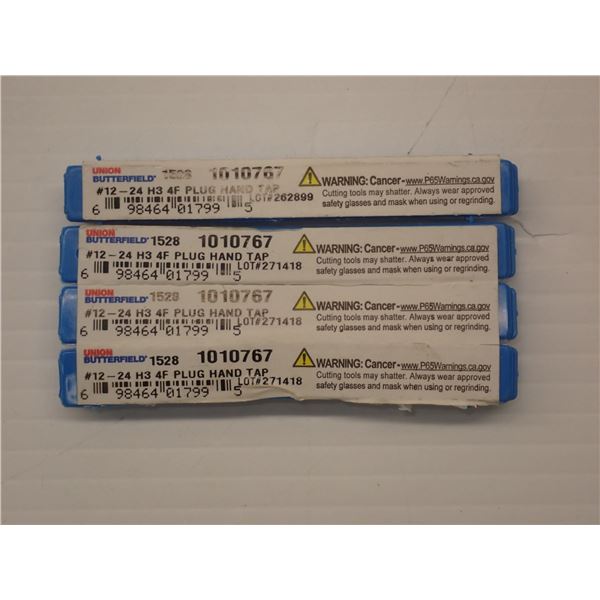 UNION
BUTTERFIELD® 1528 1010767
#12-24 H3 4F PLUG HAND TAP
LOT#262899
6 98464 01799 5
WARNING: Cancer-www.P65Warnings.ca.gov
Cutting tools may shatter. Always wear approved
safety glasses and mask when using or regrinding.
UNION
BUTTERFIELD® 1528 1010767
#12-24 H3 4F PLUG HAND TAP
LOT#271418
6 98464 01799 5
WARNING: Cancer-www.P65Warnings.ca.gov
Cutting tools may shatter. Always wear approved
safety glasses and mask when using or regrinding.
UNION
BUTTERFIELD® 1528 1010767
#12-24 H3 4F PLUG HAND TAP
LOT#271418
6 98464 01799 5
WARNING: Cancer-www.P65Warnings.ca.gov
Cutting tools may shatter. Always wear approved
safety glasses and mask when using or regrinding.
UNION
BUTTERFIELD® 1528 1010767
#12-24 H3 4F PLUG HAND TAP
LOT#271418
6 98464 01799 5
WARNING: Cancer-www.P65Warnings.ca.gov
Cutting tools may shatter. Always wear approved
safety glasses and mask when using or regrinding.